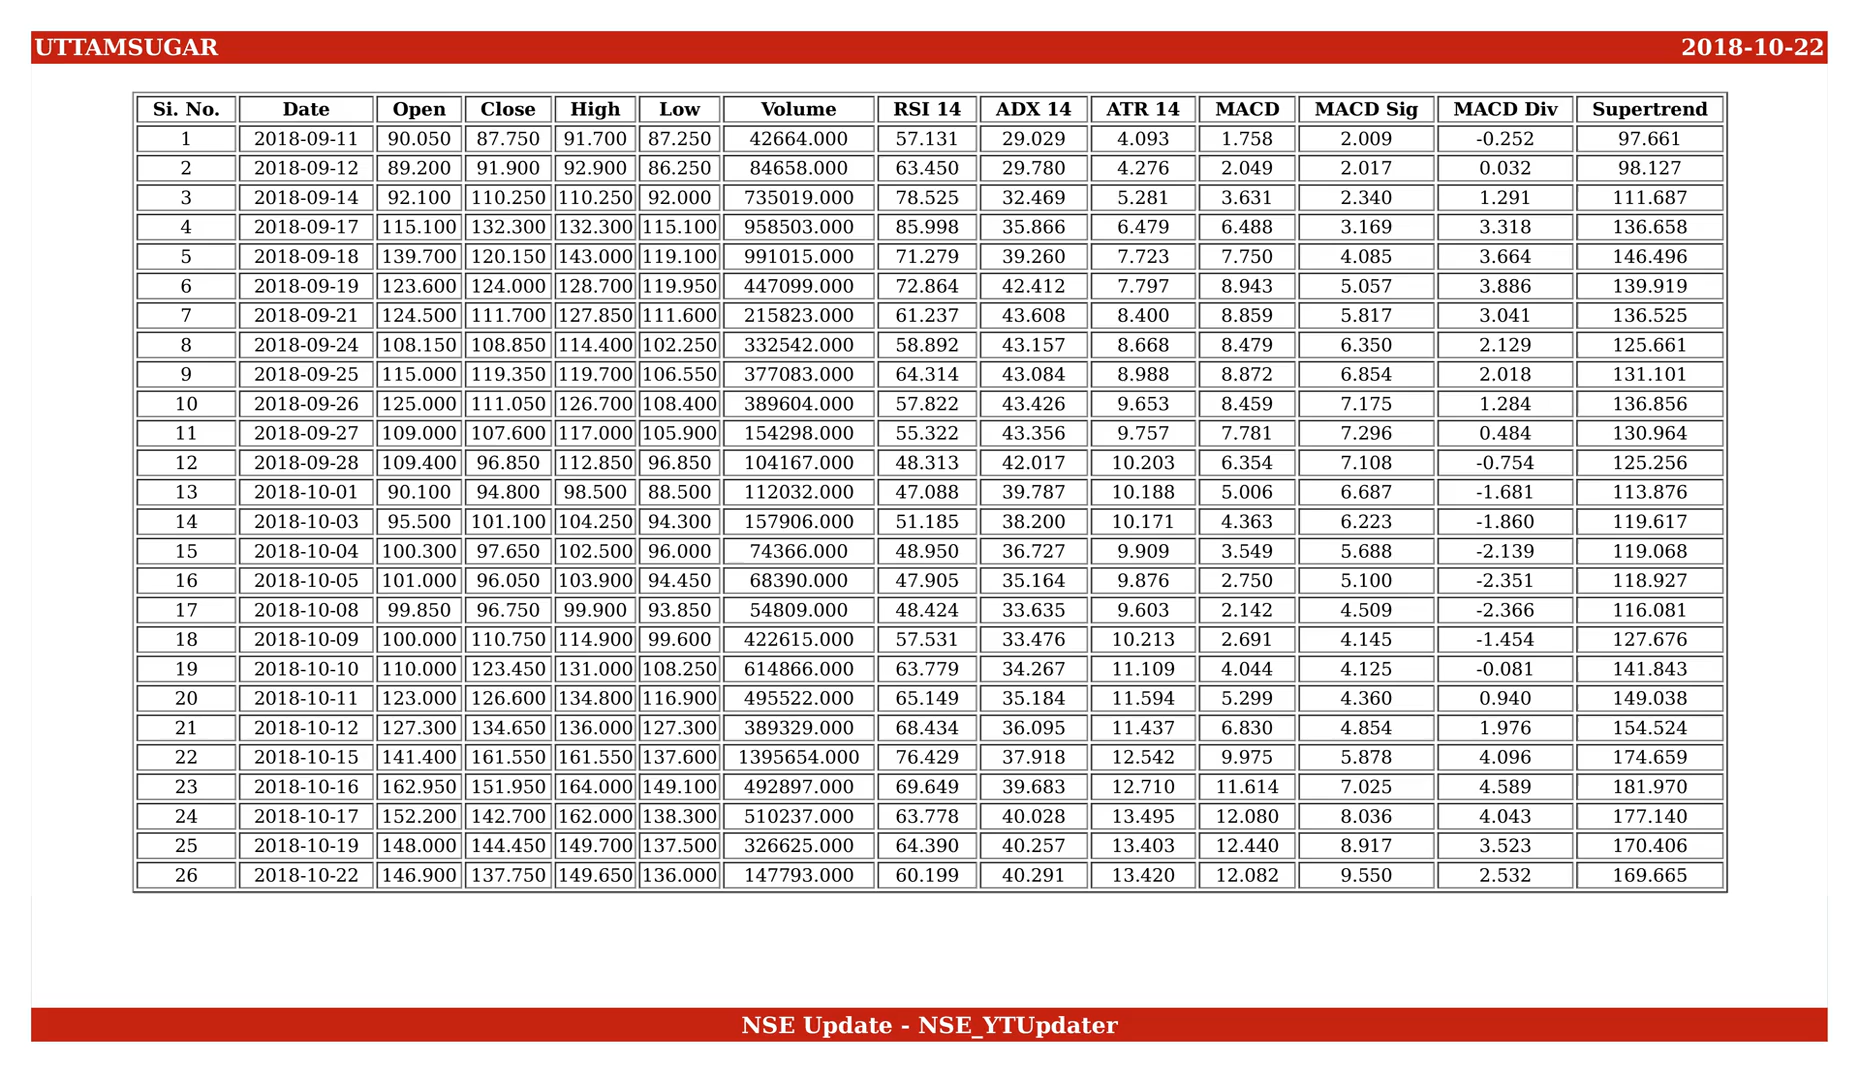 UTTAMSUGAR 2018-10-22
Si. No. Date Open Close High Low Volume RSI 14 ADX 14 ATR 14 MACD MACD Sig MACD Div Supertrend
1 2018-09-11 90.050 87.750 91.700 87.250 42664.000 57.131 29.029 4.093 1.758 2.009 -0.252 97.661
2 2018-09-12 89.200 91.900 92.900 86.250 84658.000 63.450 29.780 4.276 2.049 2.017 0.032 98.127
3 2018-09-14 92.100 110.250 110.250 92.000 735019.000 78.525 32.469 5.281 3.631 2.340 1.291 111.687
4 2018-09-17 115.100 132.300 132.300 115.100 958503.000 85.998 35.866 6.479 6.488 3.169 3.318 136.658
5 2018-09-18 139.700 120.150 143.000 119.100 991015.000 71.279 39.260 7.723 7.750 4.085 3.664 146.496
6 2018-09-19 123.600 124.000 128.700 119.950 447099.000 72.864 42.412 7.797 8.943 5.057 3.886 139.919
7 2018-09-21 124.500 111.700 127.850 111.600 215823.000 61.237 43.608 8.400 8.859 5.817 3.041 136.525
8 2018-09-24 108.150 108.850 114.400 102.250 332542.000 58.892 43.157 8.668 8.479 6.350 2.129 125.661
9 2018-09-25 115.000 119.350 119.700 106.550 377083.000 64.314 43.084 8.988 8.872 6.854 2.018 131.101
10 2018-09-26 125.000 111.050 126.700 108.400 389604.000 57.822 43.426 9.653 8.459 7.175 1.284 136.856
11 2018-09-27 109.000 107.600 117.000 105.900 154298.000 55.322 43.356 9.757 7.781 7.296 0.484 130.964
12 2018-09-28 109.400 96.850 112.850 96.850 104167.000 48.313 42.017 10.203 6.354 7.108 -0.754 125.256
13 2018-10-01 90.100 94.800 98.500 88.500 112032.000 47.088 39.787 10.188 5.006 6.687 -1.681 113.876
14 2018-10-03 95.500 101.100 104.250 94.300 157906.000 51.185 38.200 10.171 4.363 6.223 -1.860 119.617
15 2018-10-04 100.300 97.650 102.500 96.000 74366.000 48.950 36.727 9.909 3.549 5.688 -2.139 119.068
16 2018-10-05 101.000 96.050 103.900 94.450 68390.000 47.905 35.164 9.876 2.750 5.100 -2.351 118.927
17 2018-10-08 99.850 96.750 99.900 93.850 54809.000 48.424 33.635 9.603 2.142 4.509 -2.366 116.081
18 2018-10-09 100.000 110.750 114.900 99.600 422615.000 57.531 33.476 10.213 2.691 4.145 -1.454 127.676
19 2018-10-10 110.000 123.450 131.000 108.250 614866.000 63.779 34.267 11.109 4.044 4.125 -0.081 141.843
20 2018-10-11 123.000 126.600 134.800 116.900 495522.000 65.149 35.184 11.594 5.299 4.360 0.940 149.038
21 2018-10-12 127.300 134.650 136.000 127.300 389329.000 68.434 36.095 11.437 6.830 4.854 1.976 154.524
22 2018-10-15 141.400 161.550 161.550 137.600 1395654.000 76.429 37.918 12.542 9.975 5.878 4.096 174.659
23 2018-10-16 162.950 151.950 164.000 149.100 492897.000 69.649 39.683 12.710 11.614 7.025 4.589 181.970
24 2018-10-17 152.200 142.700 162.000 138.300 510237.000 63.778 40.028 13.495 12.080 8.036 4.043 177.140
25 2018-10-19 148.000 144.450 149.700 137.500 326625.000 64.390 40.257 13.403 12.440 8.917 3.523 170.406
26 2018-10-22 146.900 137.750 149.650 136.000 147793.000 60.199 40.291 13.420 12.082 9.550 2.532 169.665
NSE Update - NSE_YTUpdater